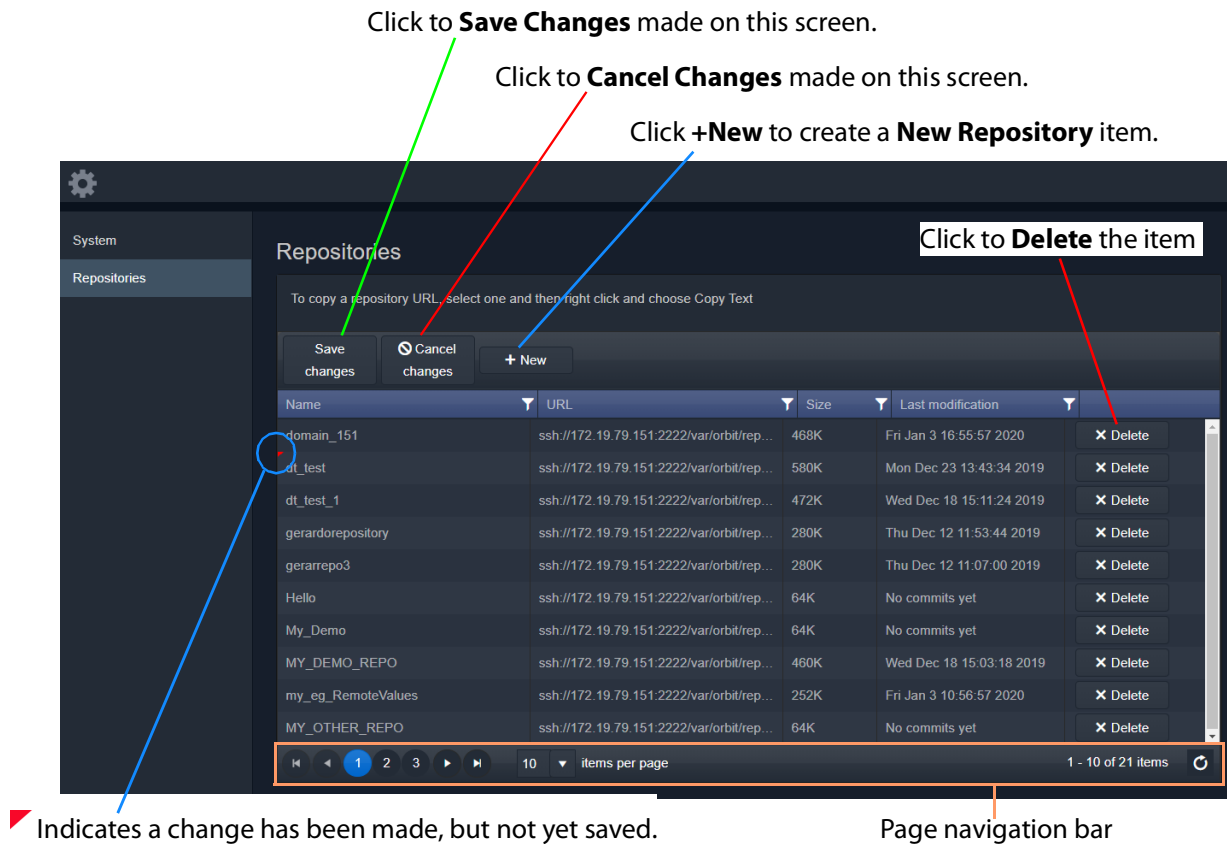 Click to Save Changes made on this screen.
Click to Cancel Changes made on this screen.
Click +New to create a New Repository item.
System
Repositories
Repositories
Click to Delete the item
To copy a repository URL, select one and then right click and choose Copy Text
Save changes
Cancel changes
+ New
Name URL Size Last modification
domain_151 ssh://172.19.79.151:2222/var/orbit/rep... 468K Fri Jan 3 16:55:57 2020 Delete
dt_test ssh://172.19.79.151:2222/var/orbit/rep... 580K Mon Dec 23 13:43:34 2019 Delete
dt_test_1 ssh://172.19.79.151:2222/var/orbit/rep... 472K Wed Dec 18 15:11:24 2019 Delete
gerardorepository ssh://172.19.79.151:2222/var/orbit/rep... 280K Thu Dec 12 11:53:44 2019 Delete
gerarrepo3 ssh://172.19.79.151:2222/var/orbit/rep... 280K Thu Dec 12 11:07:00 2019 Delete
Hello ssh://172.19.79.151:2222/var/orbit/rep... 64K No commits yet Delete
My_Demo ssh://172.19.79.151:2222/var/orbit/rep... 64K No commits yet Delete
MY_DEMO_REPO ssh://172.19.79.151:2222/var/orbit/rep... 460K Wed Dec 18 15:03:18 2019 Delete
my_eg_RemoteValues ssh://172.19.79.151:2222/var/orbit/rep... 252K Fri Jan 3 10:56:57 2020 Delete
MY_OTHER_REPO ssh://172.19.79.151:2222/var/orbit/rep... 64K No commits yet Delete
1 2 3 10 items per page 1 - 10 of 21 items
Indicates a change has been made, but not yet saved.
Page navigation bar